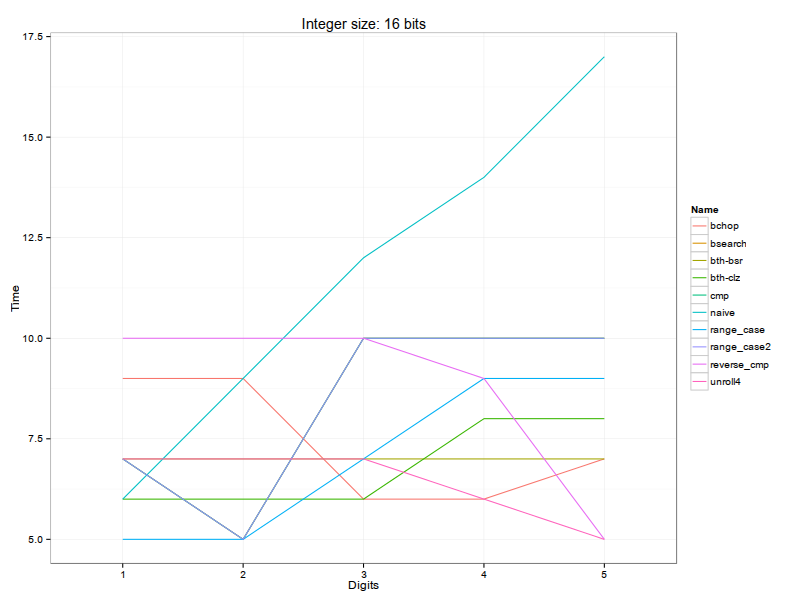 Integer size: 16 bits
17.5
15.0
12.5
10.0
7.5
5.0
Time
1 2 3 4 5
Digits
Name
bchop
bsearch
bth-bsr
bth-clz
cmp
naive
range_case
range_case2
reverse_cmp
unroll4